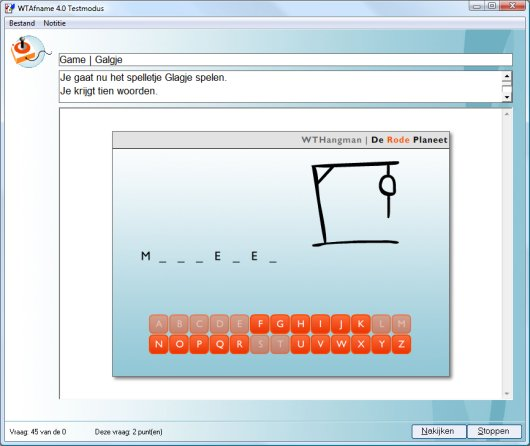 WTAfname 4.0 Testmodus
Bestand Notitie
Game | Galgje
Je gaat nu het spelletje Glagje spelen.
Je krijgt tien woorden.
WTHangman | De Rode Planeet
M _ _ _ E _ E _
A B C D E F G H I J K L M
N O P Q R S T U V W X Y Z
Vraag: 45 van de 0 Deze vraag: 2 punt(en) Nakijken Stoppen